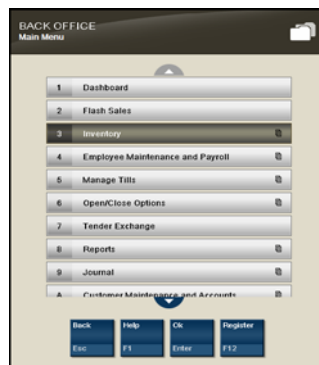 BACK OFFICE
Main Menu
1 Dashboard
2 Flash Sales
3 Inventory
4 Employee Maintenance and Payroll
5 Manage Tills
6 Open/Close Options
7 Tender Exchange
8 Reports
9 Journal
A Customer Maintenance and Accounts
Back Help Ok Register
Esc F1 Enter F12